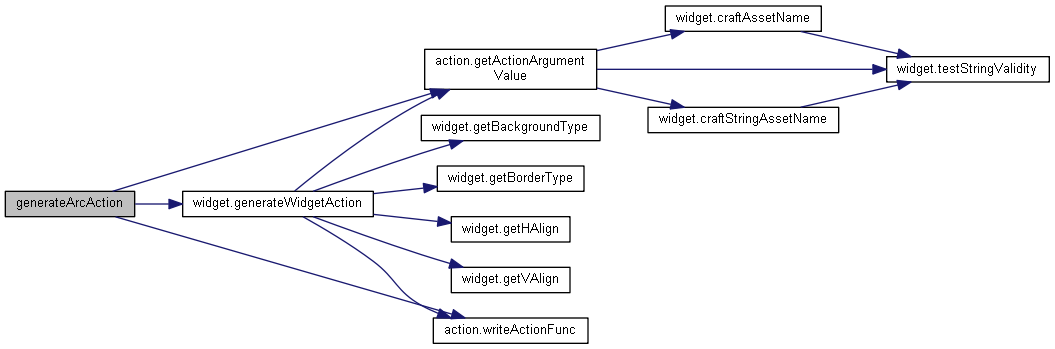 widget.craftAssetName
action.getActionArgument
Value
widget.testStringValidity
widget.craftStringAssetName
widget.getBackgroundType
widget.getBorderType
generateArcAction
widget.generateWidgetAction
widget.getHAlign
widget.getVAlign
action.writeActionFunc